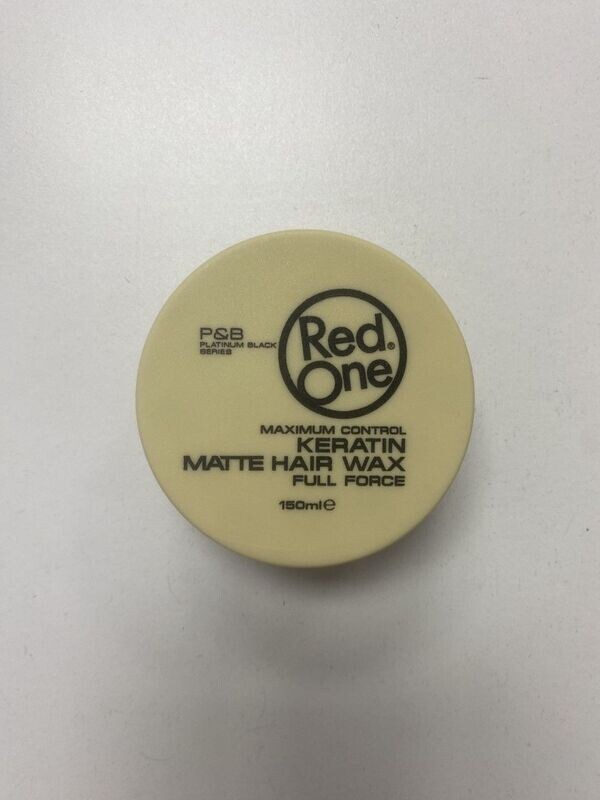 P&B
PLATINUM BLACK
SERIES
Red®
One
MAXIMUM CONTROL
KERATIN
MATTE HAIR WAX
FULL FORCE
150ml℮